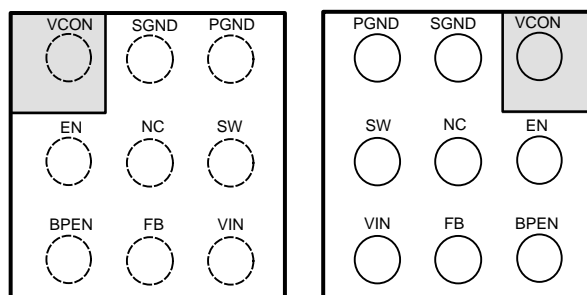 VCON SGND PGND
EN NC SW
BPEN FB VIN
PGND SGND VCON
SW NC EN
VIN FB BPEN